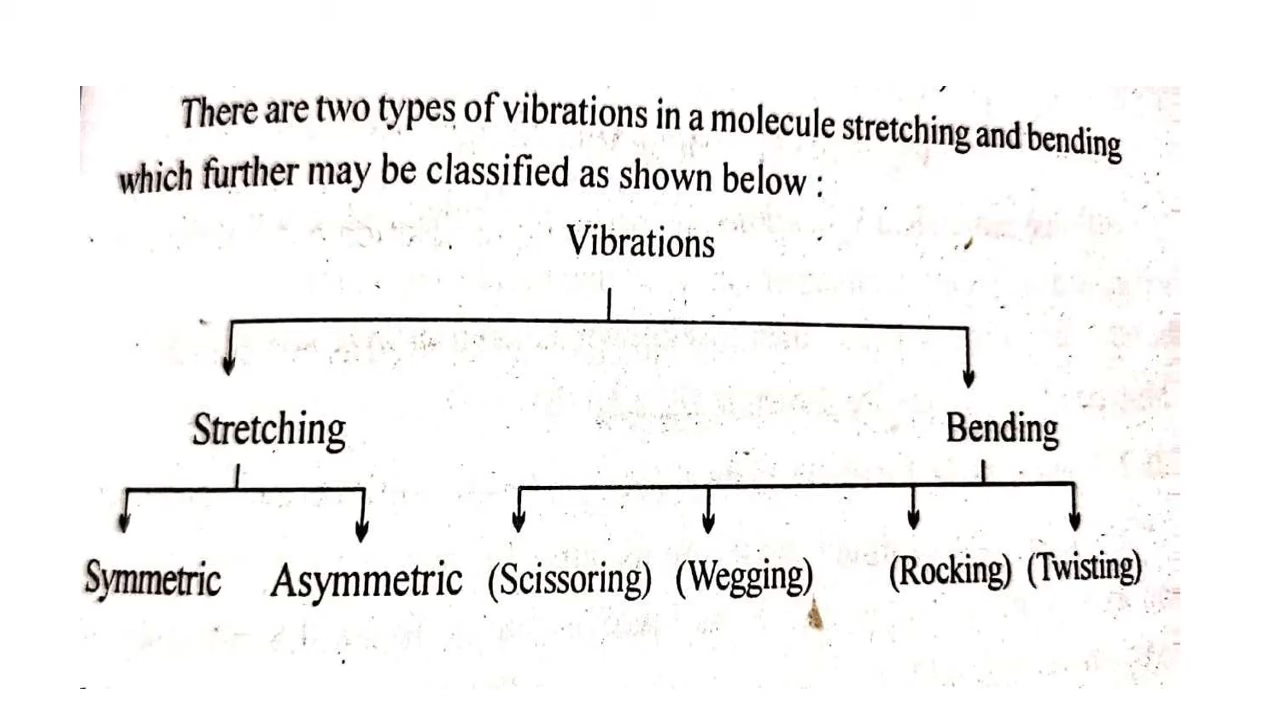 There are two types of vibrations in a molecule stretching and bending
which further may be classified as shown below :
Vibrations
Stretching Bending
Symmetric Asymmetric (Scissoring) (Wegging) (Rocking) (Twisting)